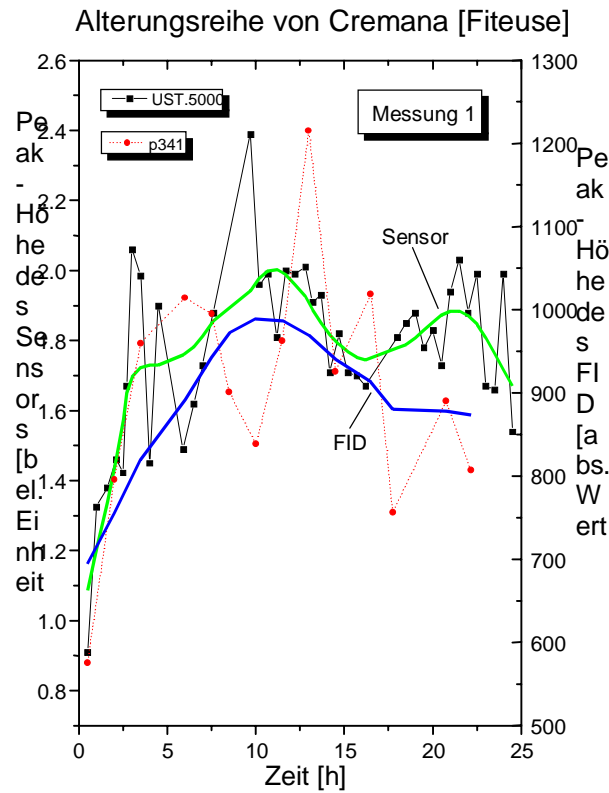 Alterungsreihe von Cremana [Fiteuse]
2.6
2.4
2.2
2.0
1.8
1.6
1.4
1.2
1.0
0.8
Pe
ak
-
Hö
he
de
s
Se
ns
or
s
[b
el.
Ei
nh
eit
UST.5000
p341
Messung 1
Sensor
FID
1300
1200
1100
1000
900
800
700
600
500
Pe
ak
-
Hö
he
de
s
FI
D
[a
bs.
W
ert
0
5
10
15
20
25
Zeit [h]